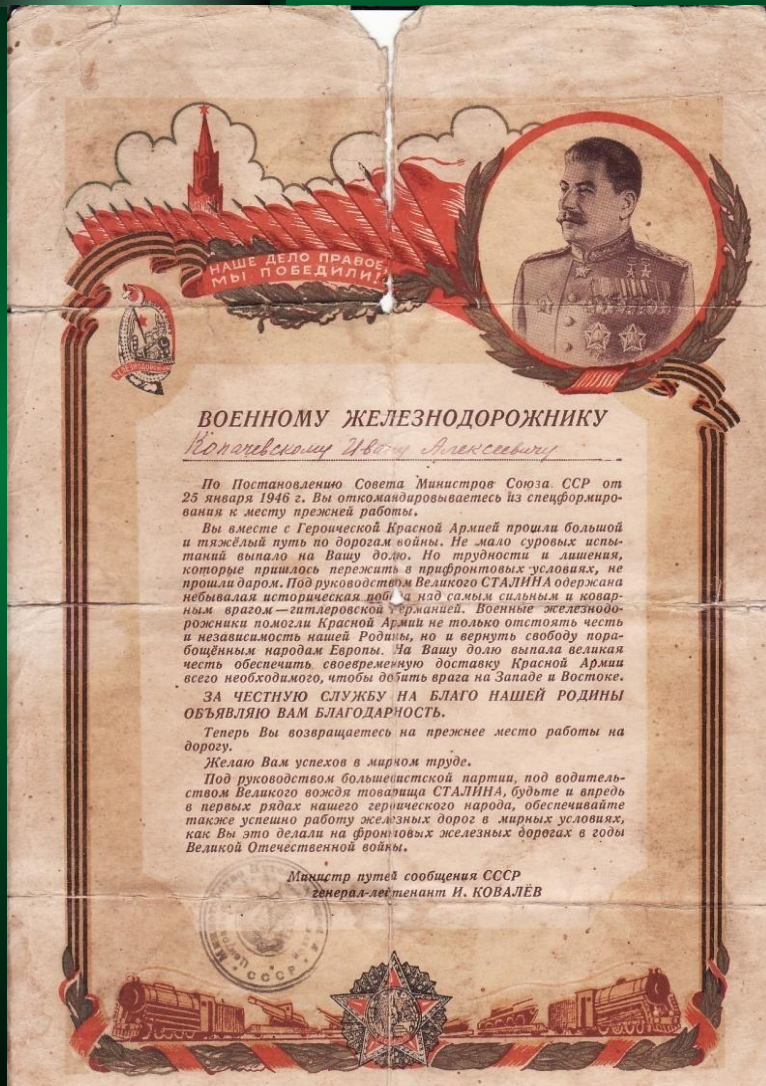 НАШЕ ДЕЛО ПРАВОЕ
МЫ ПОБЕДИЛИ!
ЖЕЛЕЗНОДОРОЖНИК
ВОЕННОМУ ЖЕЛЕЗНОДОРОЖНИКУ
Копачевскому Ивану Алексеевичу
По Постановлению Совета Министров Союза ССР от
25 января 1946 г. Вы откомандировываетесь из спецформиро-
вания к месту прежней работы.
Вы вместе с Героической Красной Армией прошли большой
и тяжёлый путь по дорогам войны. Не мало суровых испы-
таний выпало на Вашу долю. Но трудности и лишения,
которые пришлось пережить в прифронтовых условиях, не
прошли даром. Под руководством Великого СТАЛИНА одержана
небывалая историческая победа над самым сильным и ковар-
ным врагом — гитлеровской Германией. Военные железнодо-
рожники помогли Красной Армии не только отстоять честь
и независимость нашей Родины, но и вернуть свободу пора-
бощённым народам Европы. На Вашу долю выпала великая
честь обеспечить своевременную доставку Красной Армии
всего необходимого, чтобы добить врага на Западе и Востоке.
ЗА ЧЕСТНУЮ СЛУЖБУ НА БЛАГО НАШЕЙ РОДИНЫ
ОБЪЯВЛЯЮ ВАМ БЛАГОДАРНОСТЬ.
Теперь Вы возвращаетесь на прежнее место работы на
дорогу.
Желаю Вам успехов в мирном труде.
Под руководством большевистской партии, под водитель-
ством Великого вождя товарища СТАЛИНА, будьте и впредь
в первых рядах нашего героического народа, обеспечивайте
также успешно работу железных дорог в мирных условиях,
как Вы это делали на фронтовых железных дорогах в годы
Великой Отечественной войны.
Министр путей сообщения СССР
генерал-лейтенант И. КОВАЛЁВ
СССР